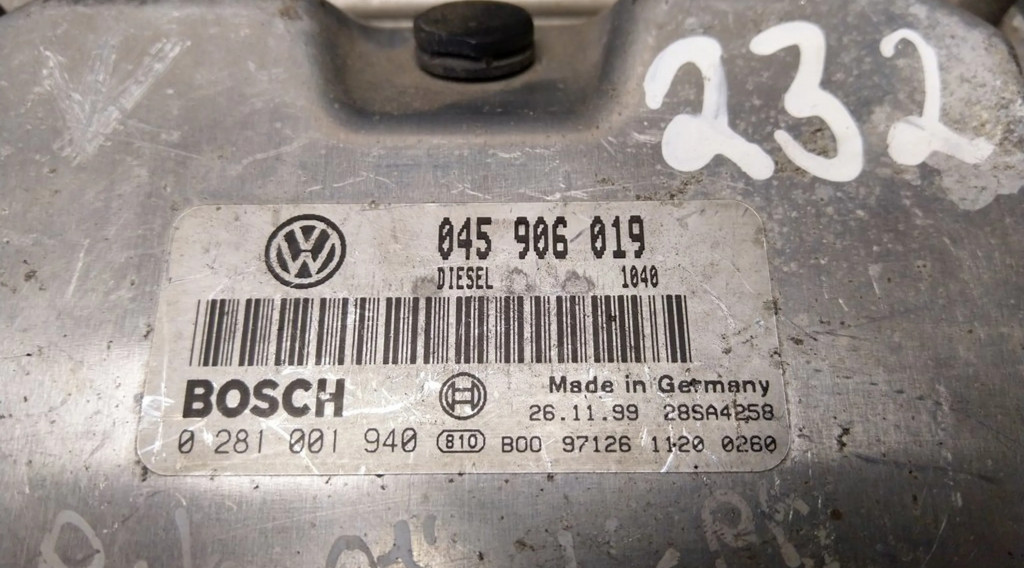 232
045 906 019
DIESEL 1040
BOSCH
Made in Germany
26.11.99 28SA4258
0 281 001 940 810 B00 97126 1120 0260